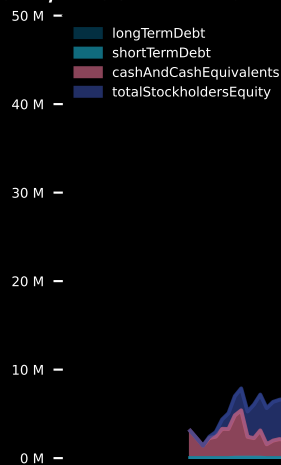 50 M
longTermDebt
shortTermDebt
cashAndCashEquivalents
totalStockholdersEquity
40 M
30 M
20 M
10 M
0 M